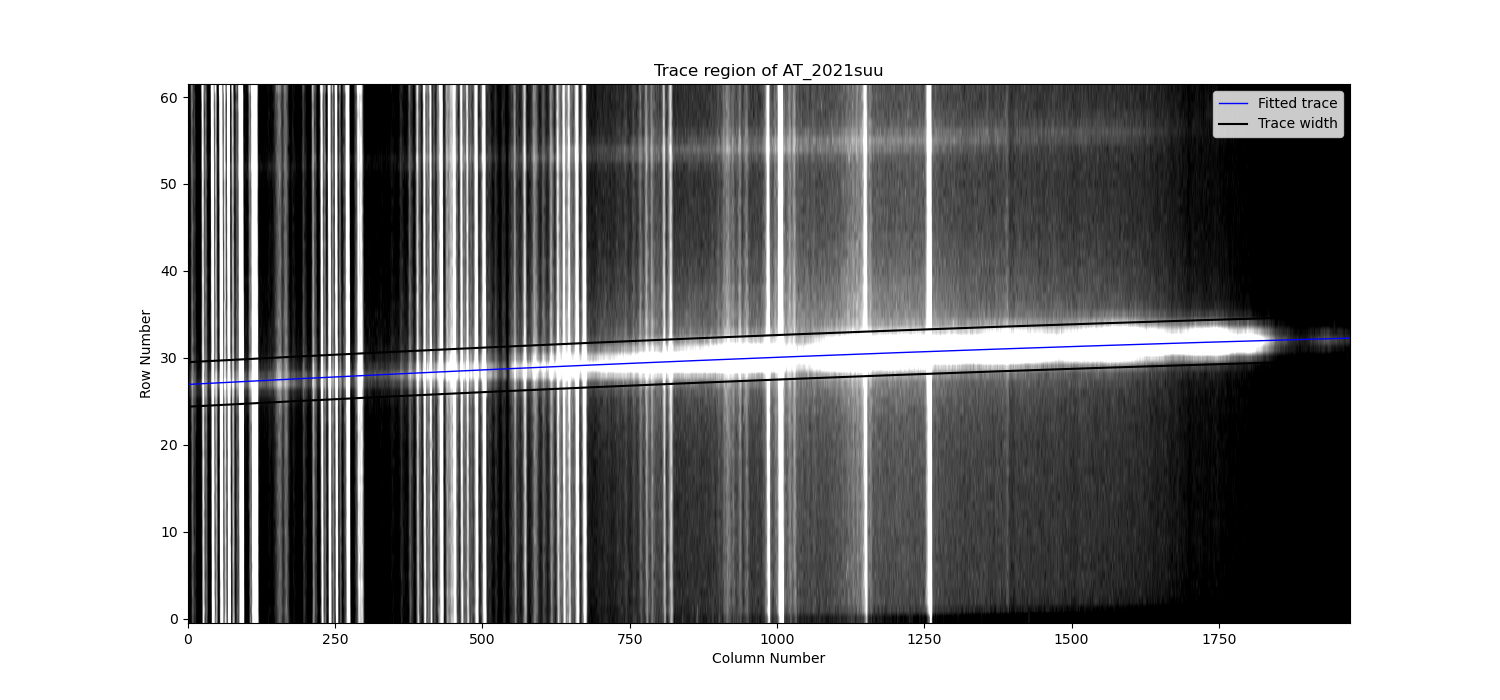 Trace region of AT_2021suu
Fitted trace
Trace width
60
50
40
30
20
10
0
Row Number
0 250 500 750 1000 1250 1500 1750
Column Number